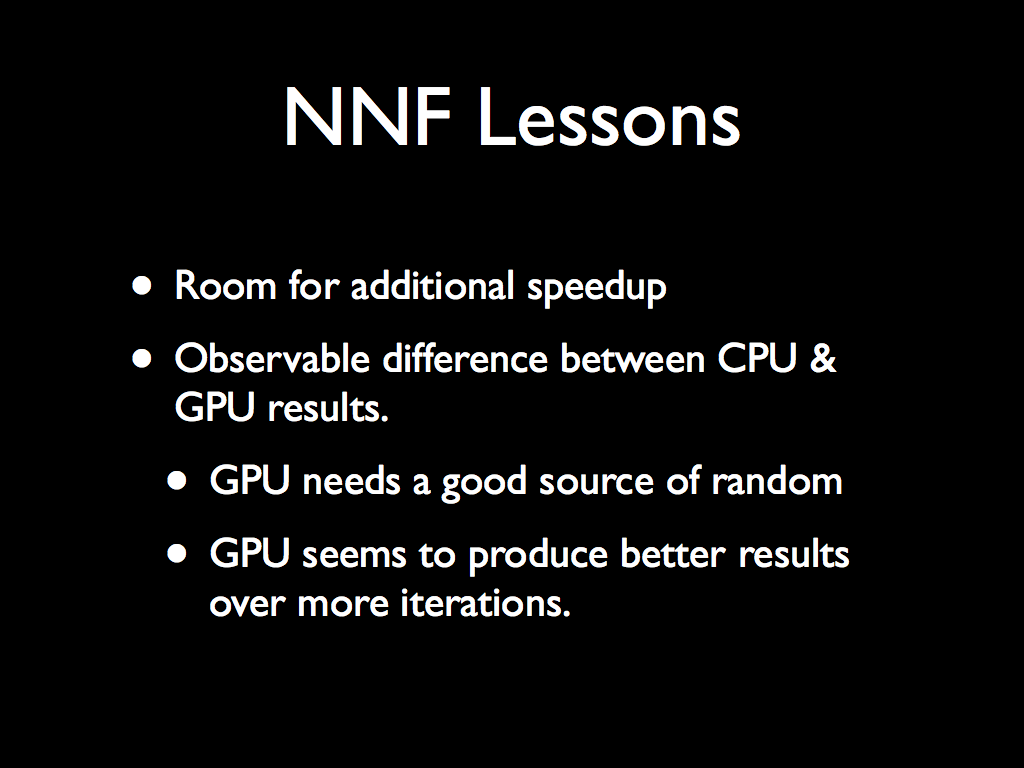 NNF Lessons
• Room for additional speedup
• Observable difference between CPU &
GPU results.
• GPU needs a good source of random
• GPU seems to produce better results
over more iterations.